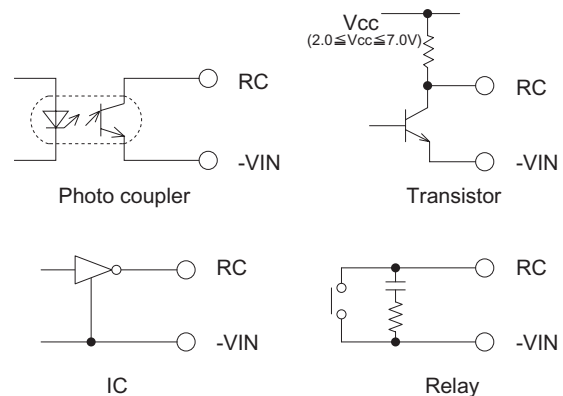 Vcc
(2.0≦Vcc≦7.0V)
RC
-VIN
Photo coupler
RC
-VIN
Transistor
RC
-VIN
IC
RC
-VIN
Relay